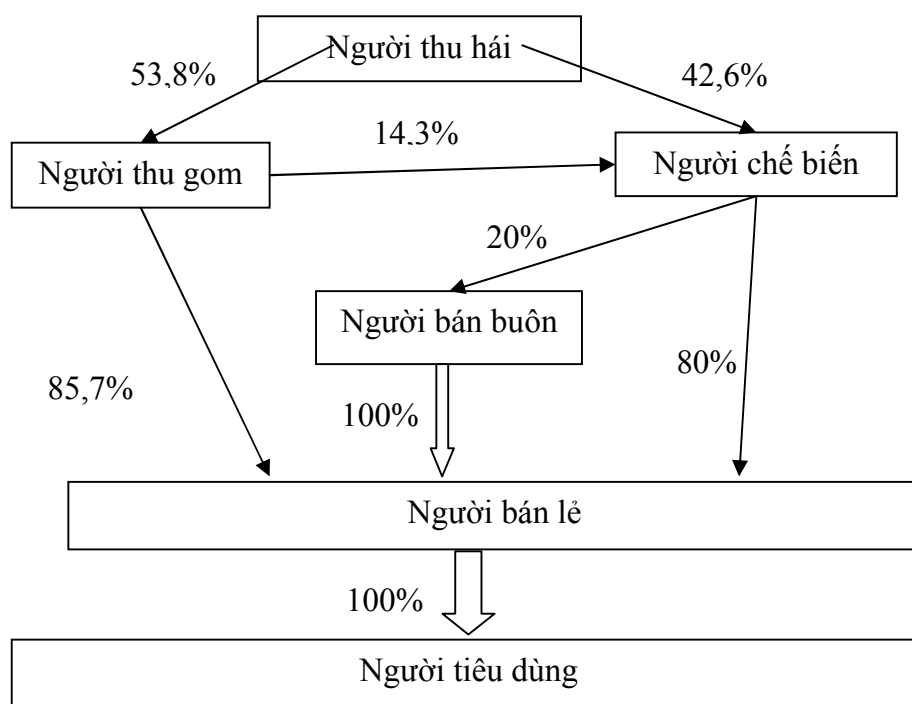 Người thu hái
53,8%
42,6%
14,3%
Người thu gom
Người chế biến
20%
Người bán buôn
85,7%
80%
100%
Người bán lẻ
100%
Người tiêu dùng